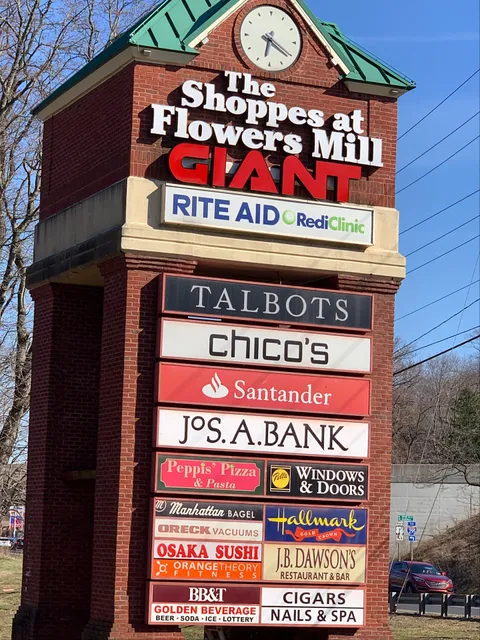 The
Shoppes at
Flowers Mill
GIANT
RITE AID RediClinic
TALBOTS
chico's
Santander
JOS. A. BANK
Peppi's Pizza
& Pasta
Pella
WINDOWS
& DOORS
Manhattan BAGEL
ORECK VACUUMS
Hallmark
GOLD CROWN
OSAKA SUSHI
ORANGETHEORY
FITNESS
J.B. DAWSON'S
RESTAURANT & BAR
BB&T
GOLDEN BEVERAGE
BEER · SODA · ICE · LOTTERY
CIGARS
NAILS & SPA